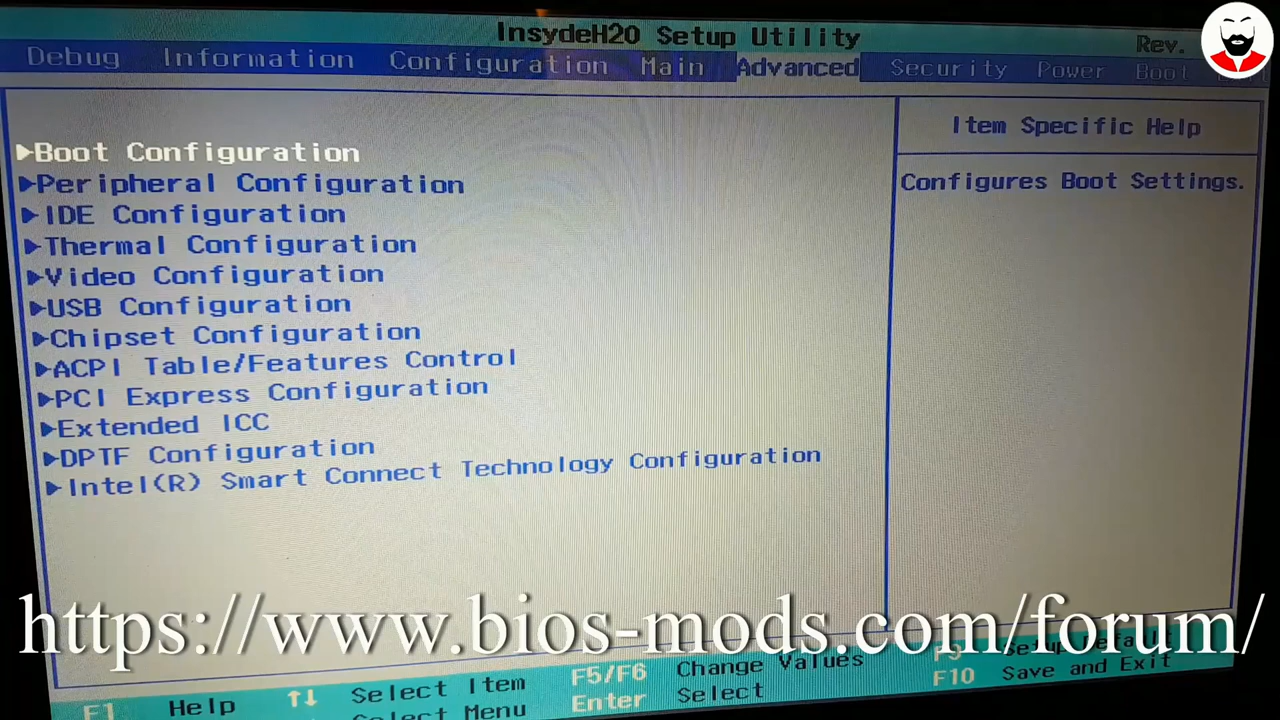 InsydeH20 Setup Utility Rev.
Debug Information Configuration Main Advanced Security Power Boot
Item Specific Help
Configures Boot Settings.
Boot Configuration
Peripheral Configuration
IDE Configuration
Thermal Configuration
Video Configuration
USB Configuration
Chipset Configuration
ACPI Table/Features Control
PCI Express Configuration
Extended ICC
DPTF Configuration
Intel(R) Smart Connect Technology Configuration
https://www.bios-mods.com/forum/
F1 Help ↑↓ Select Item F5/F6 Change Values F9 Setup Default
Select Menu Enter Select F10 Save and Exit